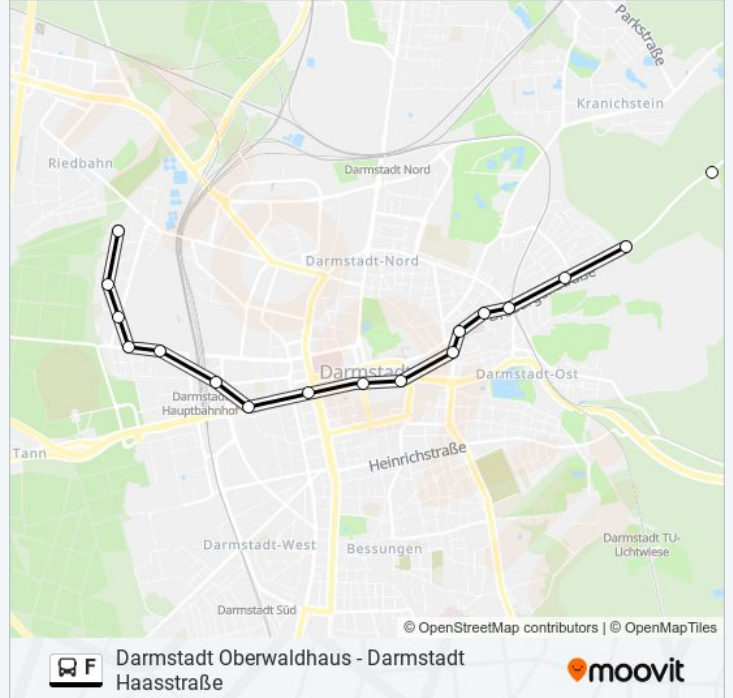 Parkstraße
Kranichstein
Riedbahn
Darmstadt Nord
Darmstadt-Nord
Darmstadt
Darmstadt-Ost
Darmstadt
Hauptbahnhof
Tann
Heinrichstraße
Darmstadt-West
Bessungen
Darmstadt TU-
Lichtwiese
Darmstadt Süd
© OpenStreetMap contributors | © OpenMapTiles
F
Darmstadt Oberwaldhaus - Darmstadt
Haasstraße
moovit